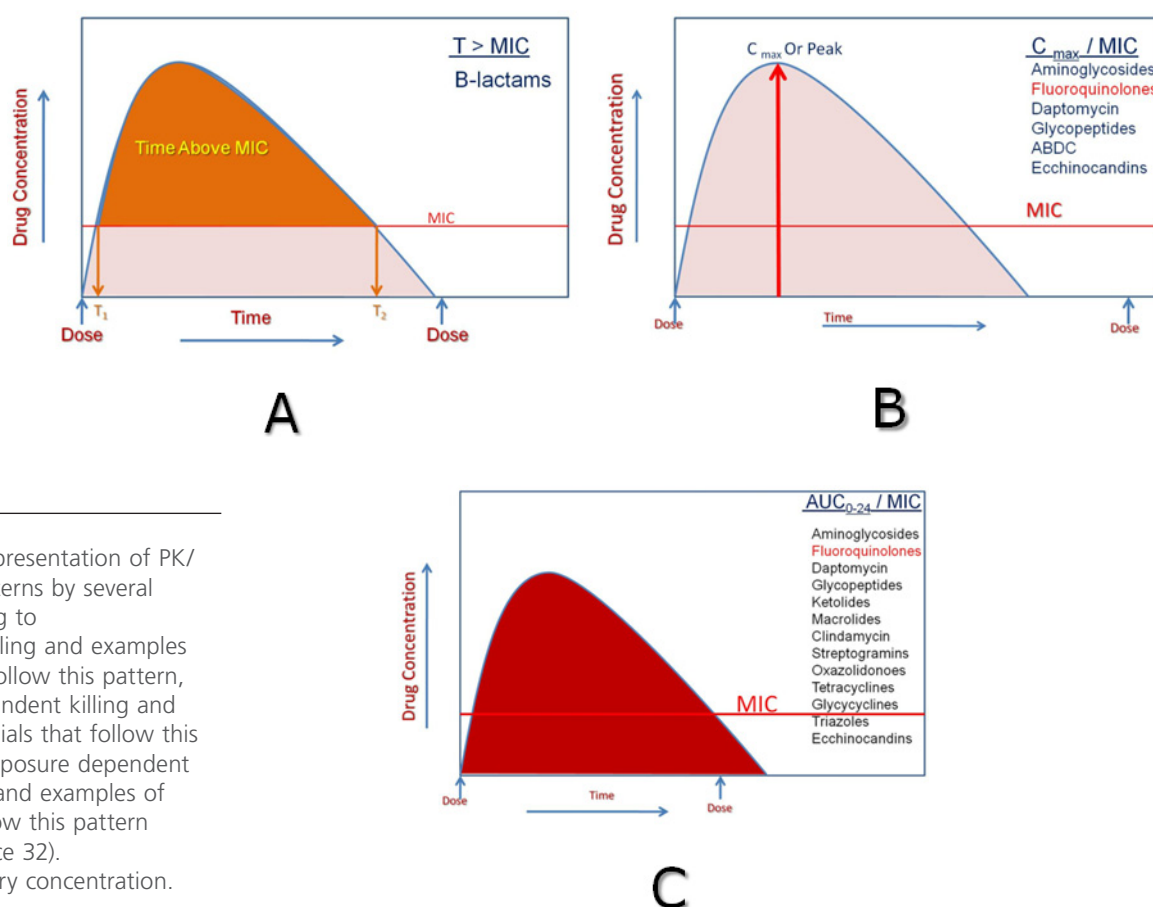 T > MIC
B-lactams
Time Above MIC
MIC
Drug Concentration
T1
T2
Time
Dose
Dose
A
C max Or Peak
C max / MIC
Aminoglycosides
Fluoroquinolones
Daptomycin
Glycopeptides
ABDC
Ecchinocandins
MIC
Drug Concentration
Time
Dose
Dose
B
presentation of PK/
terns by several
g to
lling and examples
ollow this pattern,
ndent killing and
ials that follow this
posure dependent
and examples of
ow this pattern
ce 32).
ry concentration.
AUC0-24 / MIC
Aminoglycosides
Fluoroquinolones
Daptomycin
Glycopeptides
Ketolides
Macrolides
Clindamycin
Streptogramins
Oxazolidonoes
Tetracyclines
Glycycyclines
Triazoles
Ecchinocandins
MIC
Drug Concentration
Time
Dose
Dose
C